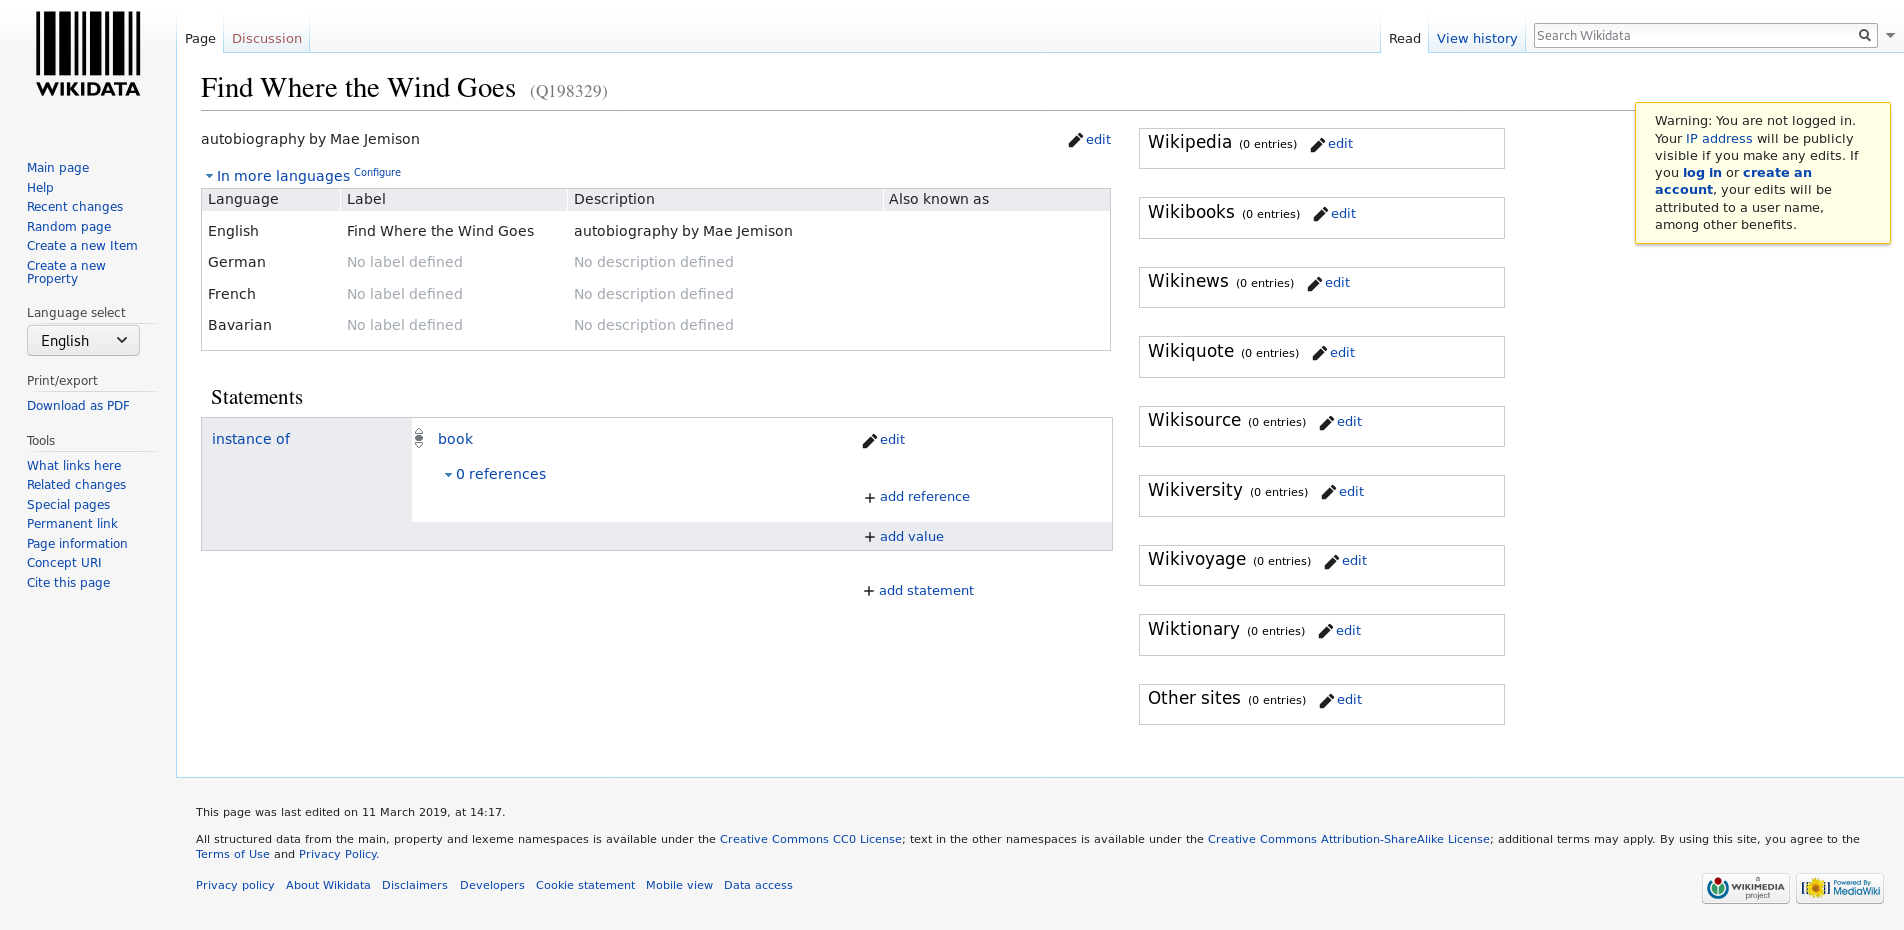 WIKIDATA
Main page
Help
Recent changes
Random page
Create a new Item
Create a new
Property
Language select
English
Print/export
Download as PDF
Tools
What links here
Related changes
Special pages
Permanent link
Page information
Concept URI
Cite this page
Page Discussion
Read View history Search Wikidata
Find Where the Wind Goes (Q198329)
Warning: You are not logged in.
Your IP address will be publicly
visible if you make any edits. If
you log in or create an
account, your edits will be
attributed to a user name,
among other benefits.
autobiography by Mae Jemison edit
In more languages Configure
Language Label Description Also known as
English Find Where the Wind Goes autobiography by Mae Jemison
German No label defined No description defined
French No label defined No description defined
Bavarian No label defined No description defined
Statements
instance of book edit
0 references
+ add reference
+ add value
+ add statement
Wikipedia (0 entries) edit
Wikibooks (0 entries) edit
Wikinews (0 entries) edit
Wikiquote (0 entries) edit
Wikisource (0 entries) edit
Wikiversity (0 entries) edit
Wikivoyage (0 entries) edit
Wiktionary (0 entries) edit
Other sites (0 entries) edit
This page was last edited on 11 March 2019, at 14:17.
All structured data from the main, property and lexeme namespaces is available under the Creative Commons CC0 License; text in the other namespaces is available under the Creative Commons Attribution-ShareAlike License; additional terms may apply. By using this site, you agree to the
Terms of Use and Privacy Policy.
Privacy policy About Wikidata Disclaimers Developers Cookie statement Mobile view Data access
a
WIKIMEDIA
project
Powered By
MediaWiki